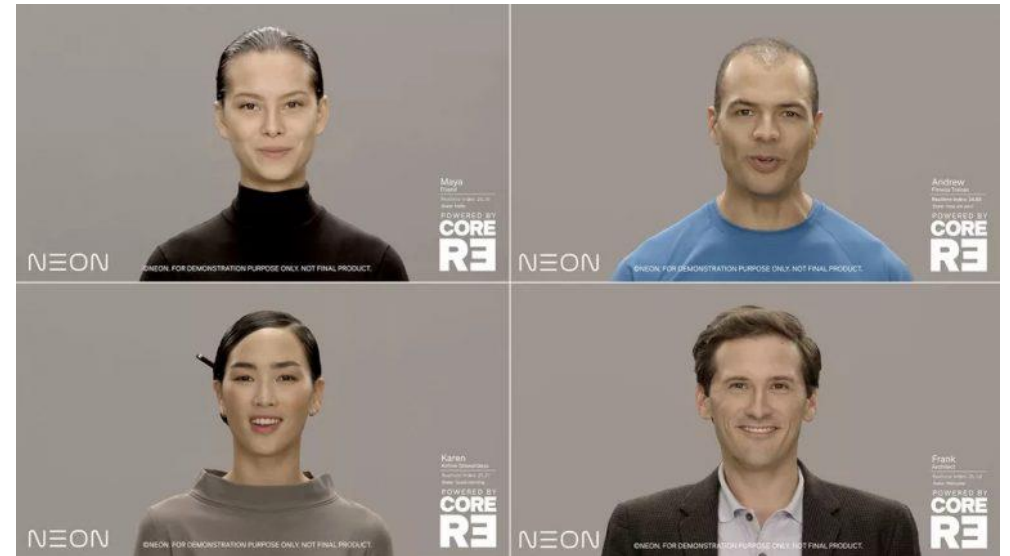 Maya
Friend
POWERED BY
CORE
R3
NEON
©NEON. FOR DEMONSTRATION PURPOSE ONLY. NOT FINAL PRODUCT.
Andrew
Fitness Trainer
POWERED BY
CORE
R3
NEON
©NEON. FOR DEMONSTRATION PURPOSE ONLY. NOT FINAL PRODUCT.
Karen
POWERED BY
CORE
R3
NEON
©NEON. FOR DEMONSTRATION PURPOSE ONLY. NOT FINAL PRODUCT.
Frank
Architect
POWERED BY
CORE
R3
NEON
©NEON. FOR DEMONSTRATION PURPOSE ONLY. NOT FINAL PRODUCT.